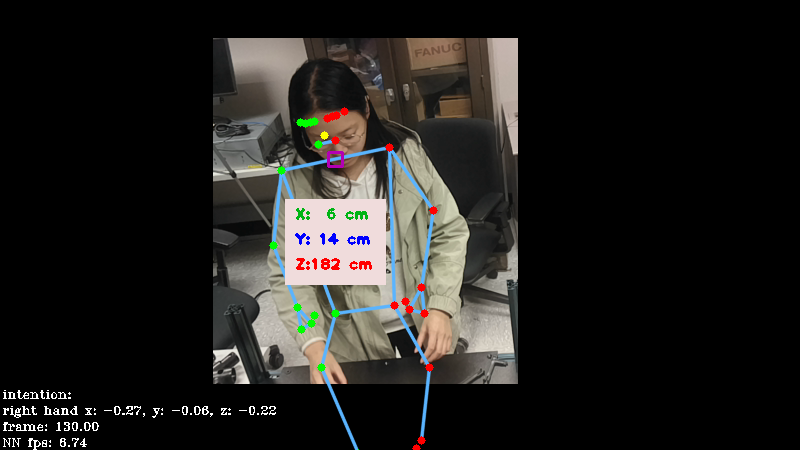 FANUC
X: 6 cm
Y: 14 cm
Z:182 cm
intention:
right hand x: -0.27, y: -0.06, z: -0.22
frame: 130.00
NN fps: 6.74